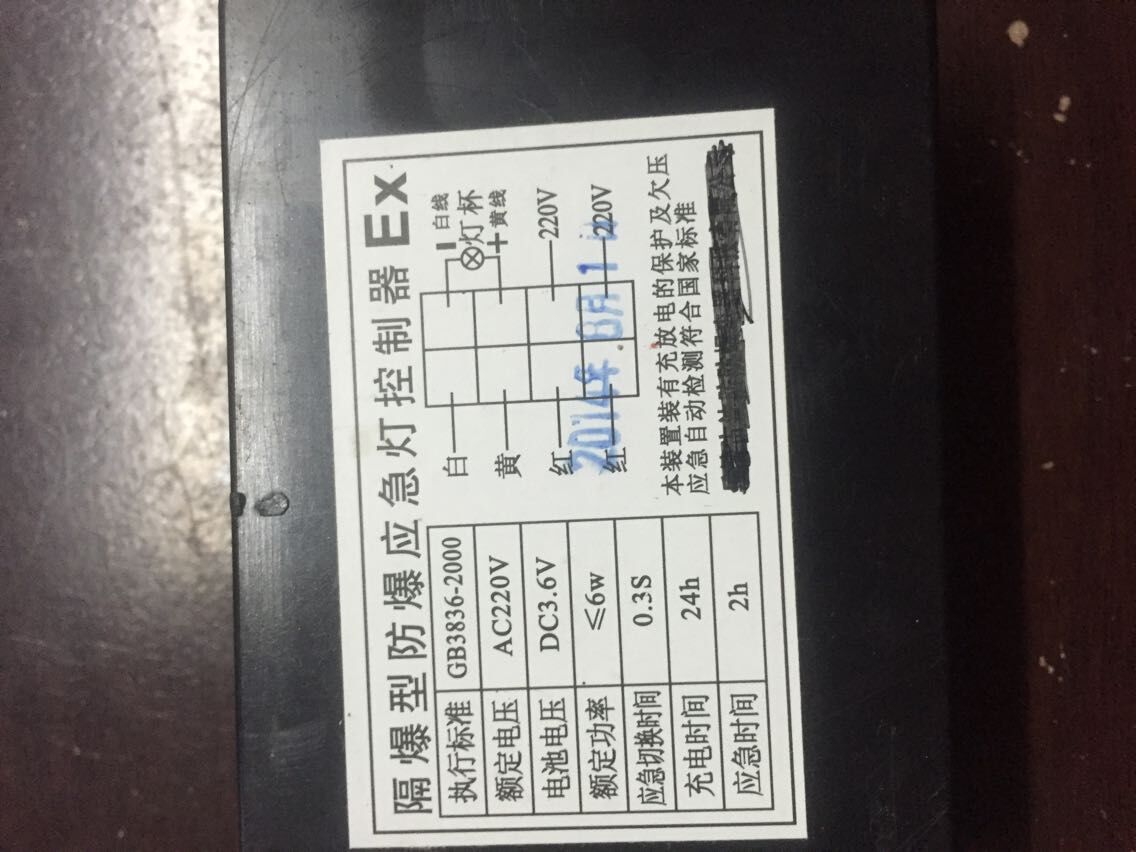 隔爆型防爆应急灯控制器 Ex
执行标准 GB3836-2000
额定电压 AC220V
电池电压 DC3.6V
额定功率 ≤6w
应急切换时间 0.3S
充电时间 24h
应急时间 2h
白 — 白线
灯杯
黄 + 黄线
红 220V
红 220V
2014年8月1
本装置装有充放电的保护及欠压
应急自动检测符合国家标准